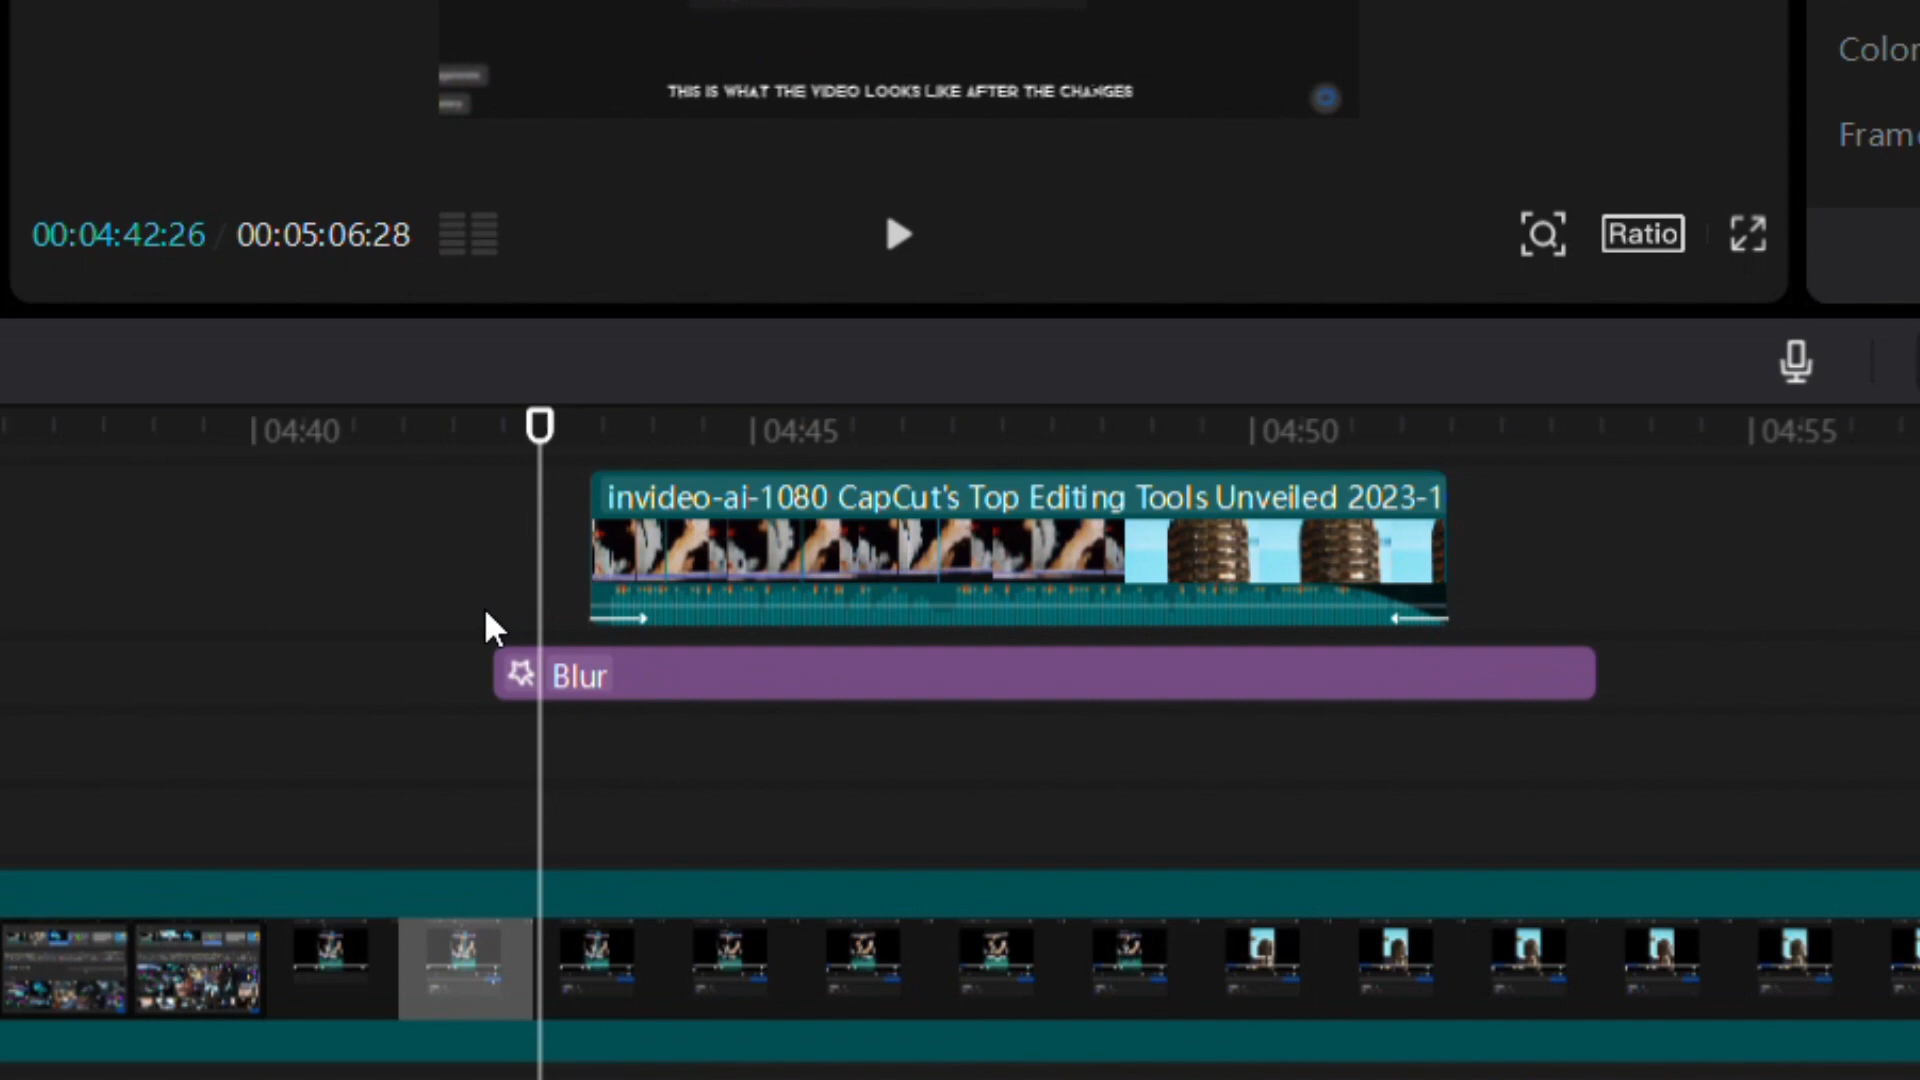 Color
Frame
THIS IS WHAT THE VIDEO LOOKS LIKE AFTER THE CHANGES
00:04:42:26 / 00:05:06:28
Ratio
04:40 04:45 04:50 04:55
invideo-ai-1080 CapCut's Top Editing Tools Unveiled 2023-1
Blur